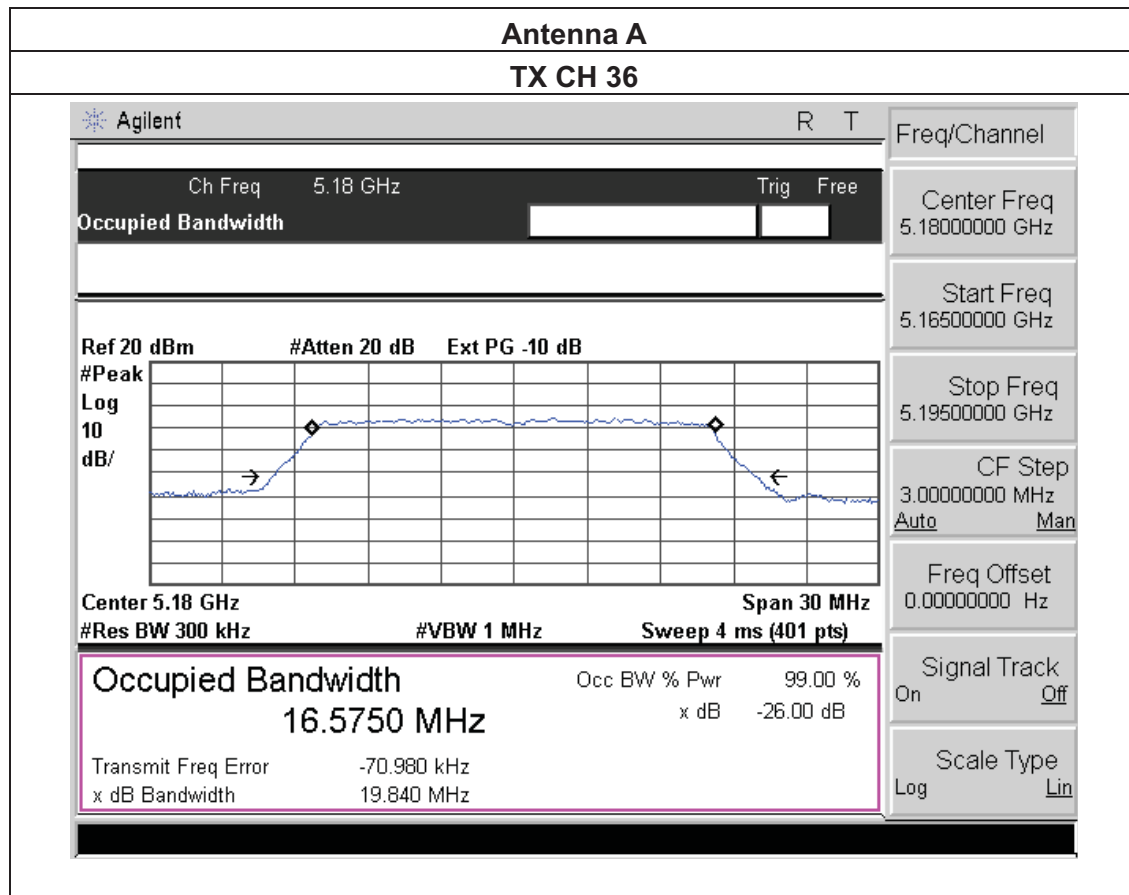 Antenna A
TX CH 36
Agilent R T
Ch Freq 5.18 GHz Trig Free
Occupied Bandwidth
Ref 20 dBm #Atten 20 dB Ext PG -10 dB
#Peak
Log
10
dB/
Center 5.18 GHz Span 30 MHz
#Res BW 300 kHz #VBW 1 MHz Sweep 4 ms (401 pts)
Occupied Bandwidth Occ BW % Pwr 99.00 %
16.5750 MHz x dB -26.00 dB
Transmit Freq Error -70.980 kHz
x dB Bandwidth 19.840 MHz
Freq/Channel
Center Freq
5.18000000 GHz
Start Freq
5.16500000 GHz
Stop Freq
5.19500000 GHz
CF Step
3.00000000 MHz
Auto Man
Freq Offset
0.00000000 Hz
Signal Track
On Off
Scale Type
Log Lin